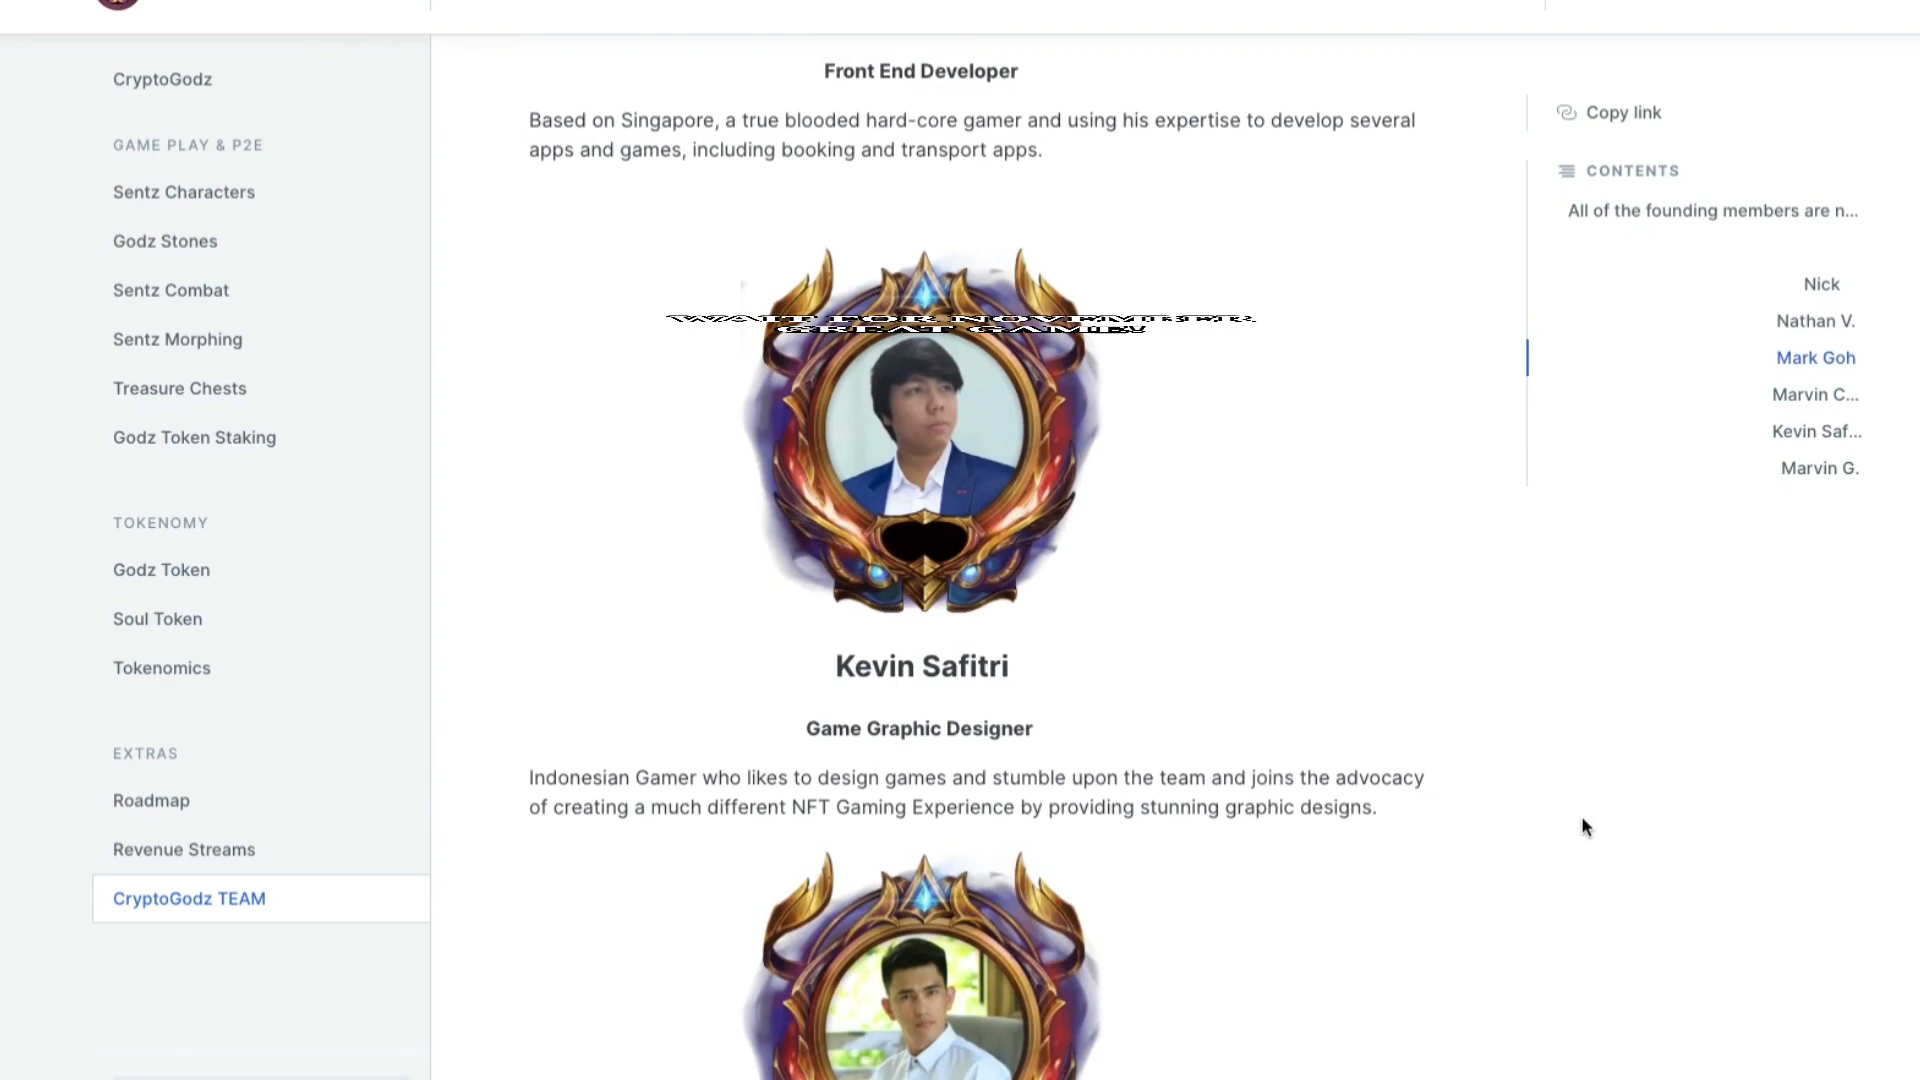 CryptoGodz
GAME PLAY & P2E
Sentz Characters
Godz Stones
Sentz Combat
Sentz Morphing
Treasure Chests
Godz Token Staking
TOKENOMY
Godz Token
Soul Token
Tokenomics
EXTRAS
Roadmap
Revenue Streams
CryptoGodz TEAM
Front End Developer
Based on Singapore, a true blooded hard-core gamer and using his expertise to develop several
apps and games, including booking and transport apps.
WAIT FOR NOVEMBER.
GREAT GAME!
Kevin Safitri
Game Graphic Designer
Indonesian Gamer who likes to design games and stumble upon the team and joins the advocacy
of creating a much different NFT Gaming Experience by providing stunning graphic designs.
Copy link
CONTENTS
All of the founding members are n...
Nick
Nathan V.
Mark Goh
Marvin C...
Kevin Saf...
Marvin G.